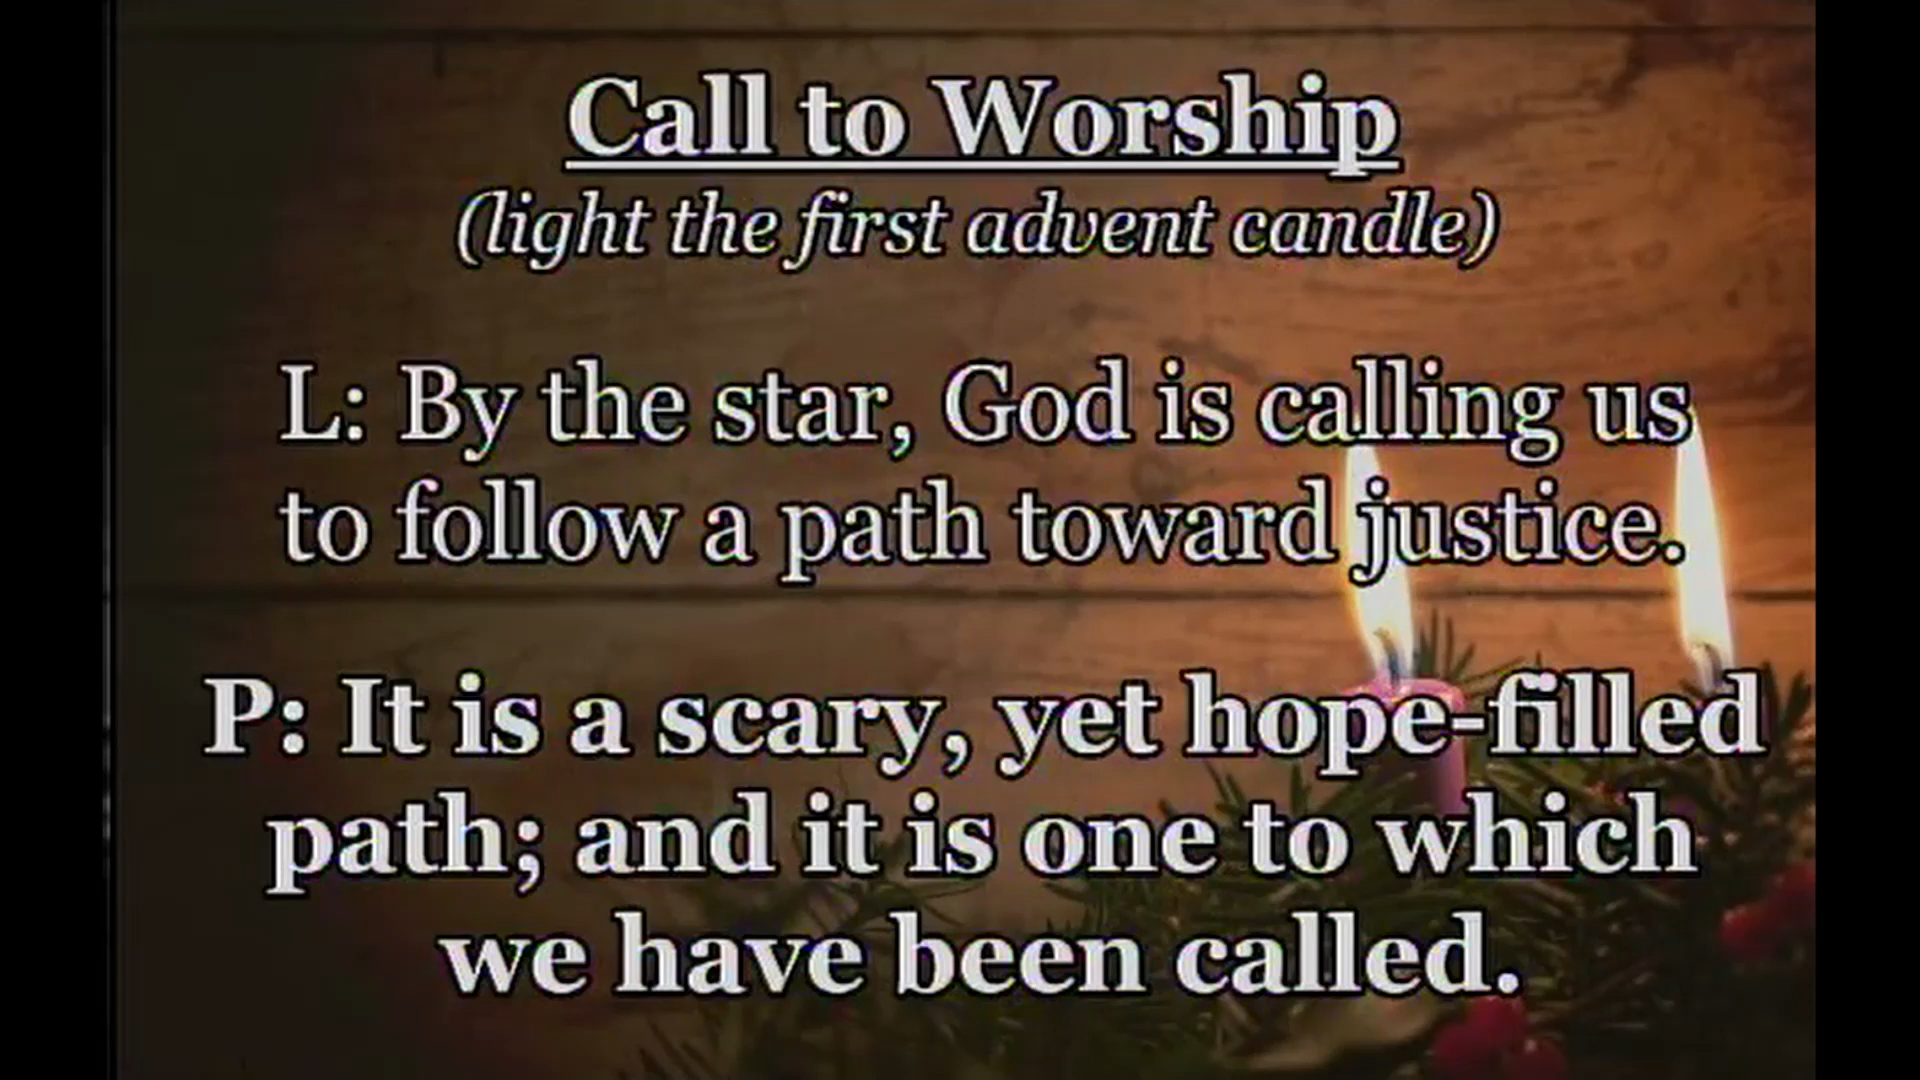 Call to Worship
(light the first advent candle)
L: By the star, God is calling us
to follow a path toward justice.
P: It is a scary, yet hope-filled
path; and it is one to which
we have been called.